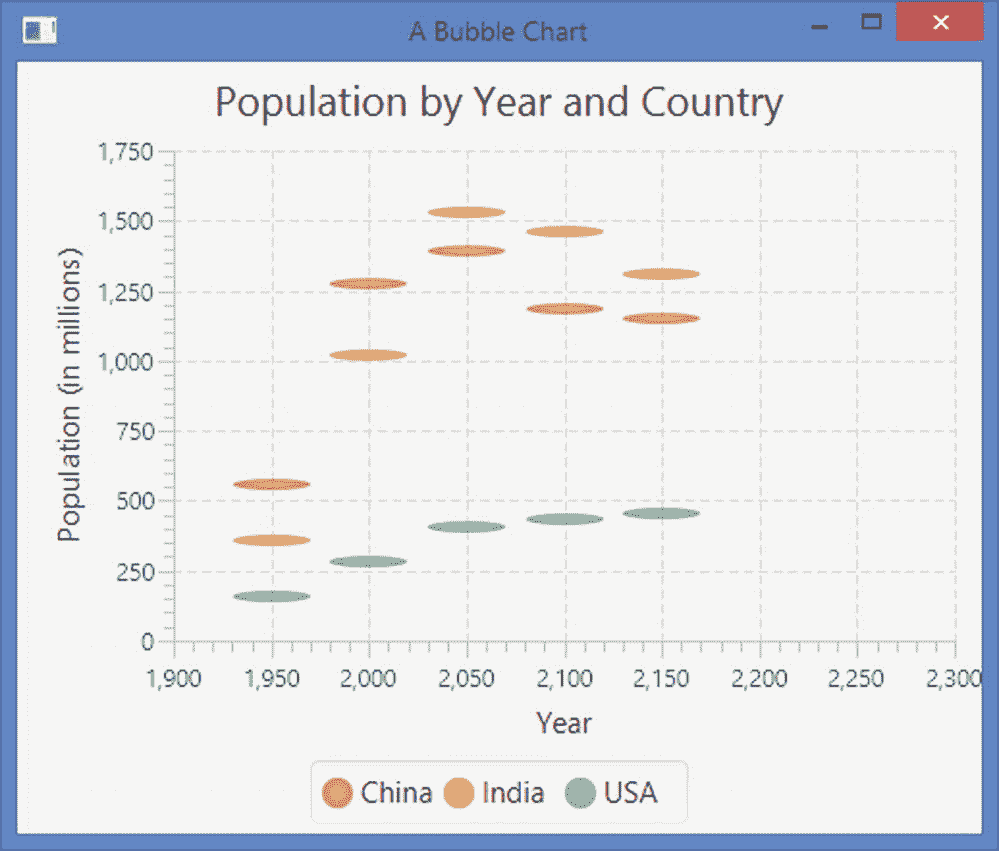 A Bubble Chart
Population by Year and Country
Population (in millions)
1,750
1,500
1,250
1,000
750
500
250
0
1,900 1,950 2,000 2,050 2,100 2,150 2,200 2,250 2,300
Year
China India USA